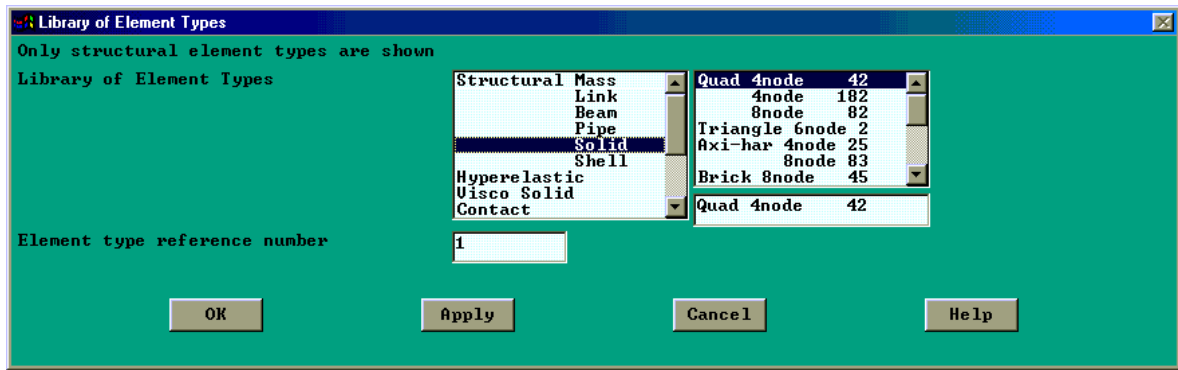 Library of Element Types
Only structural element types are shown
Library of Element Types
Structural Mass
Link
Beam
Pipe
Solid
Shell
Hyperelastic
Visco Solid
Contact
Quad 4node 42
4node 182
8node 82
Triangle 6node 2
Axi-har 4node 25
8node 83
Brick 8node 45
Quad 4node 42
Element type reference number
1
OK Apply Cancel Help